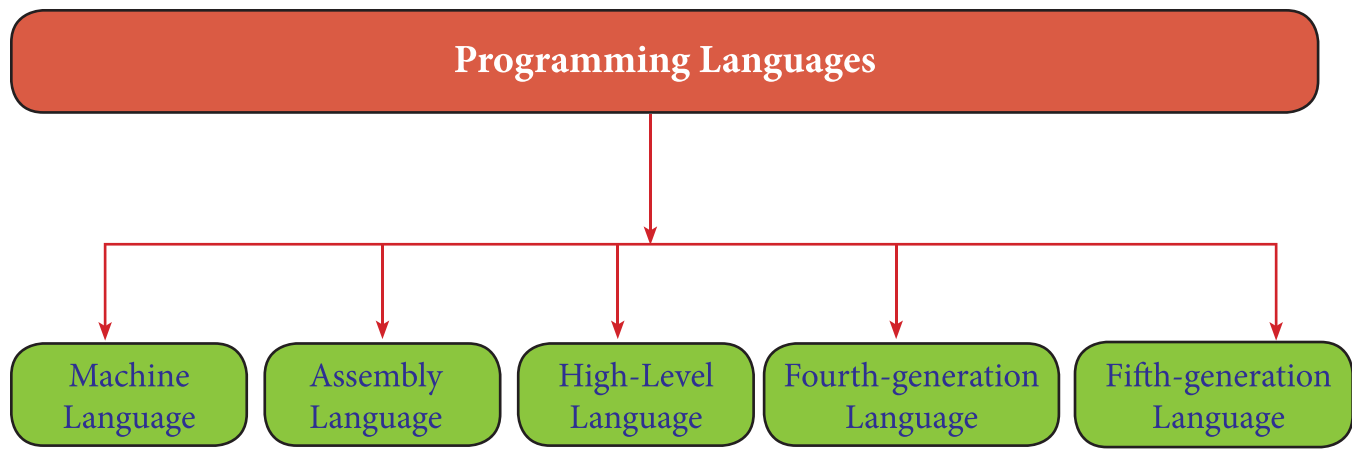 Programming Languages
Machine
Language
Assembly
Language
High-Level
Language
Fourth-generation
Language
Fifth-generation
Language